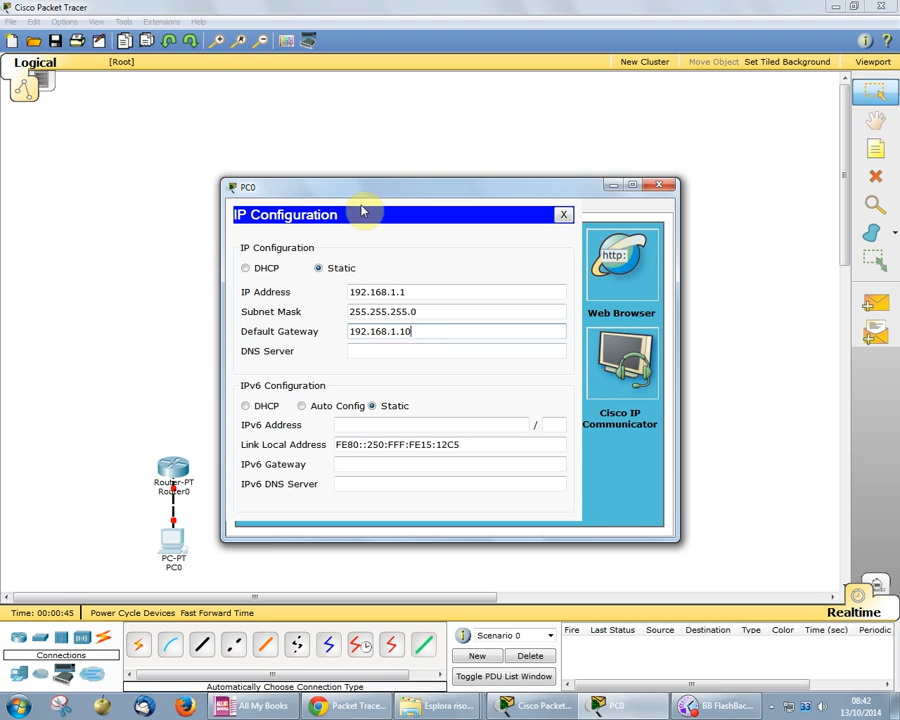 Cisco Packet Tracer
File Edit Options View Tools Extensions Help
Logical [Root] New Cluster Move Object Set Tiled Background Viewport
PC0
IP Configuration X
IP Configuration
DHCP Static
IP Address 192.168.1.1
Subnet Mask 255.255.255.0
Default Gateway 192.168.1.10
DNS Server
IPv6 Configuration
DHCP Auto Config Static
IPv6 Address /
Link Local Address FE80::250:FFF:FE15:12C5
IPv6 Gateway
IPv6 DNS Server
http:
Web Browser
Cisco IP
Communicator
Router-PT
Router0
PC-PT
PC0
Time: 00:00:45 Power Cycle Devices Fast Forward Time
Realtime
Connections
Automatically Choose Connection Type
Scenario 0
New Delete
Toggle PDU List Window
Fire Last Status Source Destination Type Color Time (sec) Periodic
All My Books
Packet Trace...
Esplora riso...
Cisco Packet...
PC0
BB FlashBac...
33
08:42
13/10/2014